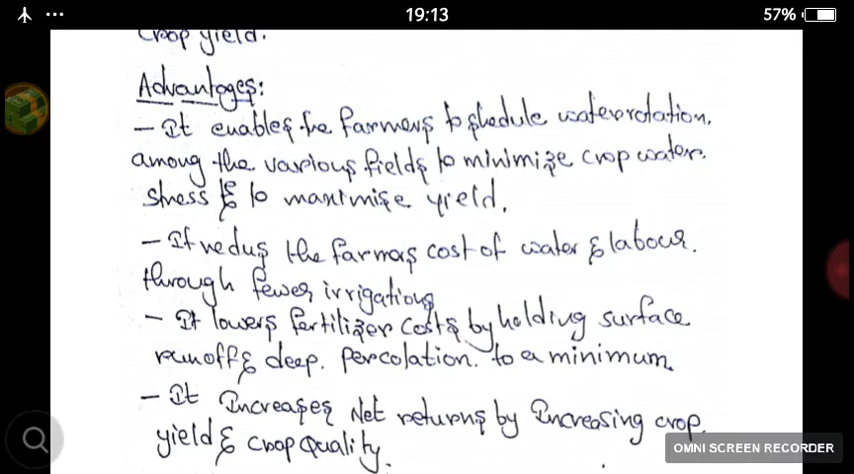 19:13
57%
Crop yield.
Advantages:
- It enables the farmers to shedule water rotation.
among the various fields to minimize crop water.
stress & to maximise yield.
- It redus the farmers cost of water & labour.
through fewer irrigations
- It lowers fertilizer costs by holding surface
runoff & deep. percolation. to a minimum.
- It Increases Net returns by Increasing crop
yield & crop quality.
OMNI SCREEN RECORDER